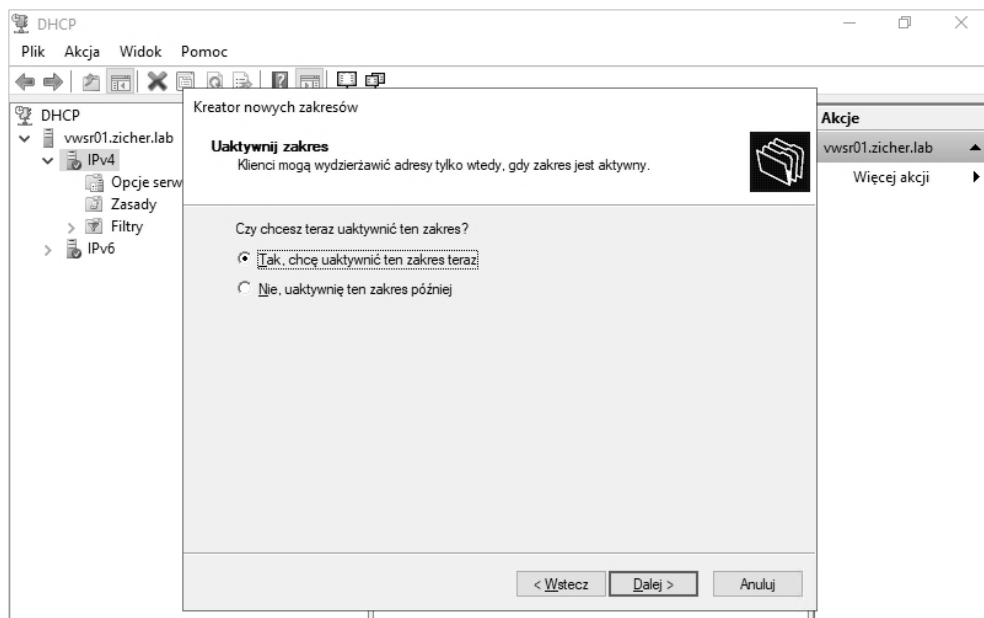 DHCP
Plik Akcja Widok Pomoc
DHCP
vwsr01.zicher.lab
IPv4
Opcje serw
Zasady
Filtry
IPv6
Kreator nowych zakresów
Uaktywnij zakres
Klienci mogą wydzierżawić adresy tylko wtedy, gdy zakres jest aktywny.
Czy chcesz teraz uaktywnić ten zakres?
Tak, chcę uaktywnić ten zakres teraz
Nie, uaktywnię ten zakres później
< Wstecz Dalej > Anuluj
Akcje
vwsr01.zicher.lab
Więcej akcji